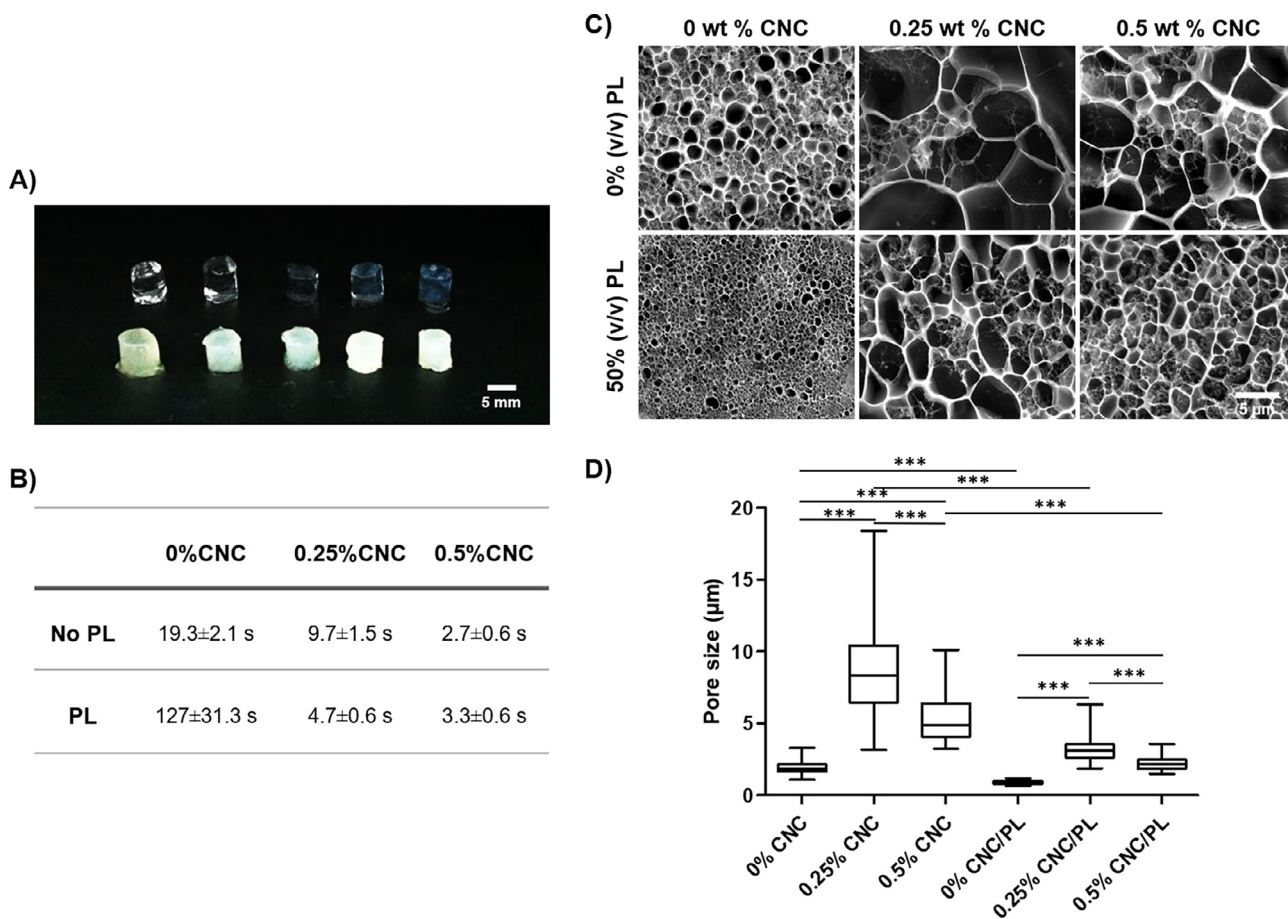 A)
5 mm
B)
0%CNC 0.25%CNC 0.5%CNC
No PL 19.3±2.1 s 9.7±1.5 s 2.7±0.6 s
PL 127±31.3 s 4.7±0.6 s 3.3±0.6 s
C)
0 wt % CNC 0.25 wt % CNC 0.5 wt % CNC
0% (v/v) PL
50% (v/v) PL
5 µm
D)
***
***
***
***
***
***
***
***
***
Pore size (µm)
20
15
10
5
0
0% CNC
0.25% CNC
0.5% CNC
0% CNC/PL
0.25% CNC/PL
0.5% CNC/PL